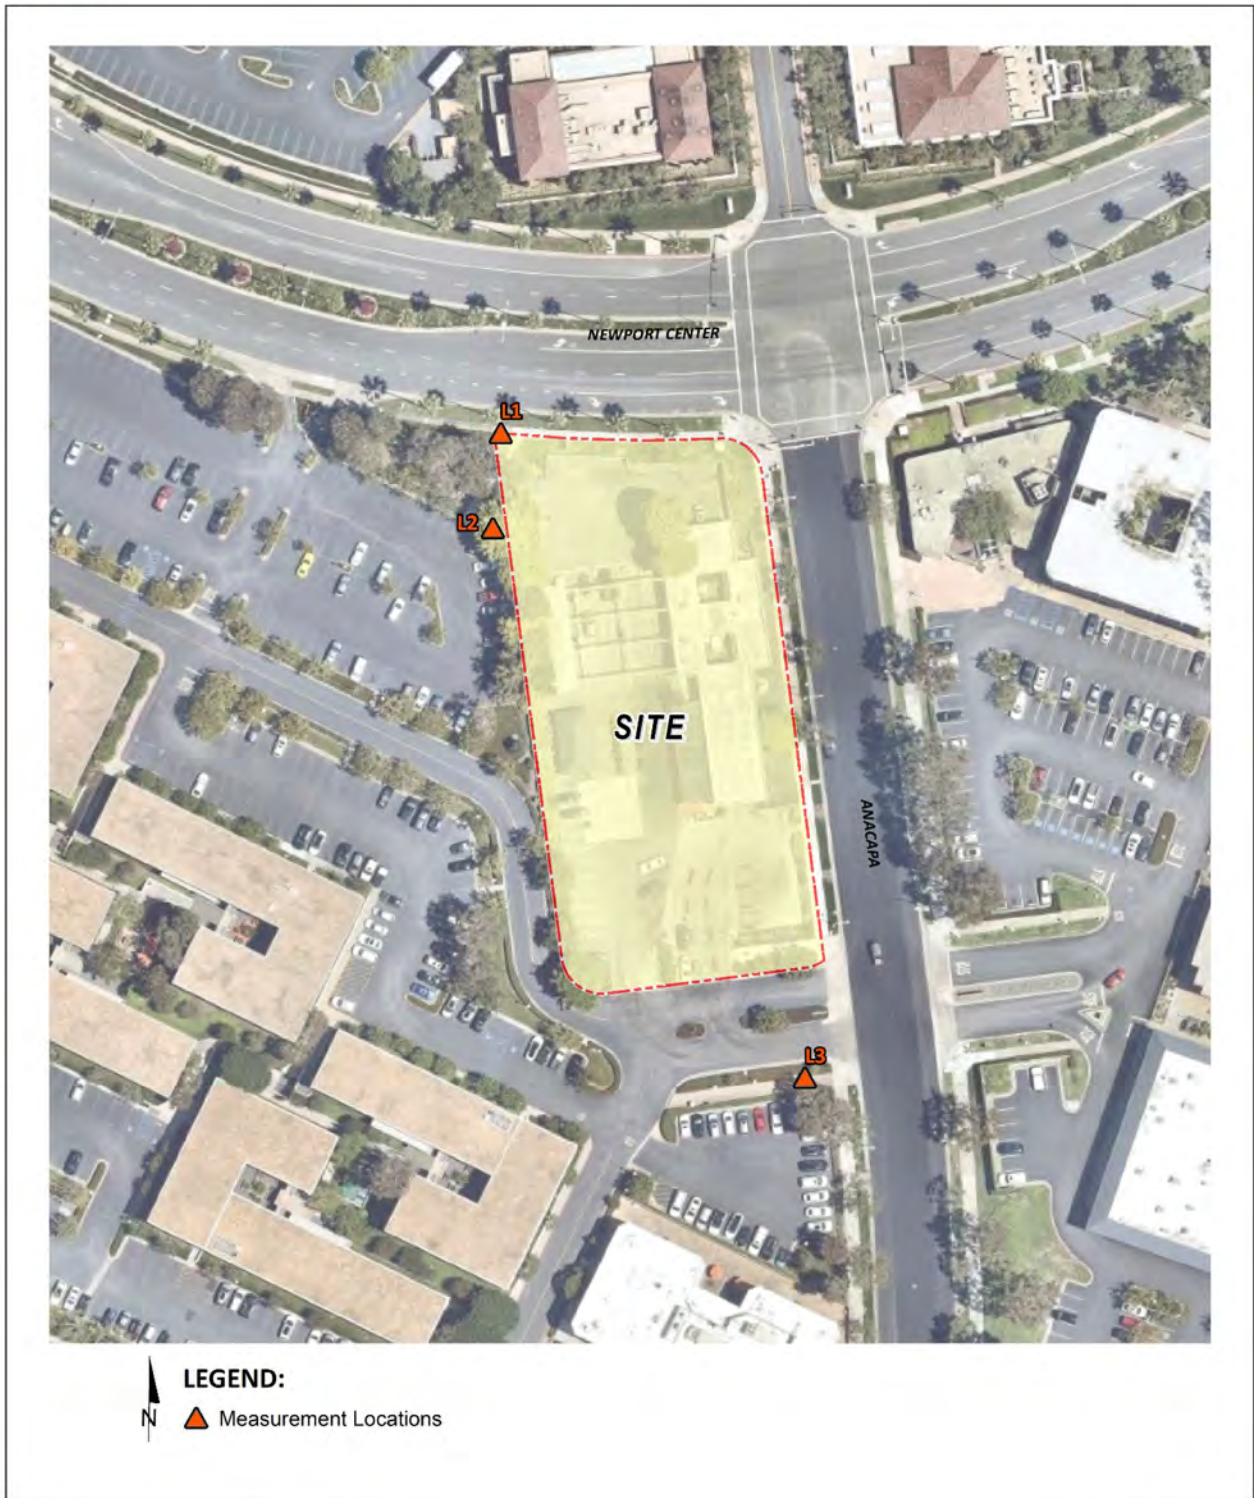 NEWPORT CENTER
L1
L2
SITE
ANACAPA
L3
LEGEND:
N
Measurement Locations